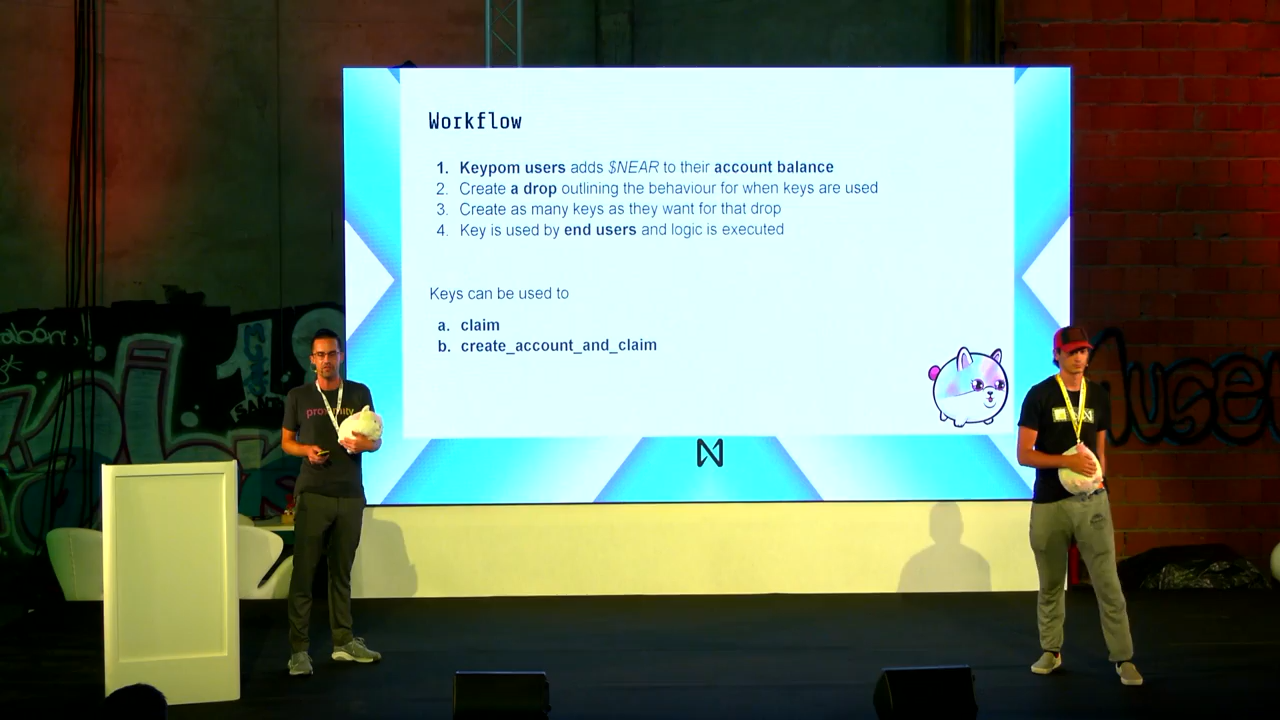 Workflow
1. Keypom users adds $NEAR to their account balance
2. Create a drop outlining the behaviour for when keys are used
3. Create as many keys as they want for that drop
4. Key is used by end users and logic is executed
Keys can be used to
a. claim
b. create_account_and_claim
proximity